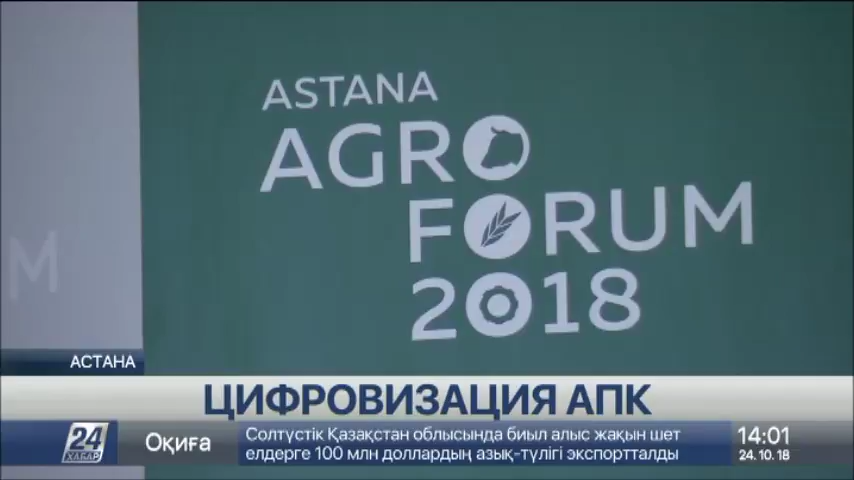 ASTANA
AGRO
FORUM
2018
M
АСТАНА
ЦИФРОВИЗАЦИЯ АПК
24
ХАБАР
Оқиға
Солтүстік Қазақстан облысында биыл алыс жақын шет
елдерге 100 млн доллардың азық-түлігі экспортталды
14:01
24.10.18